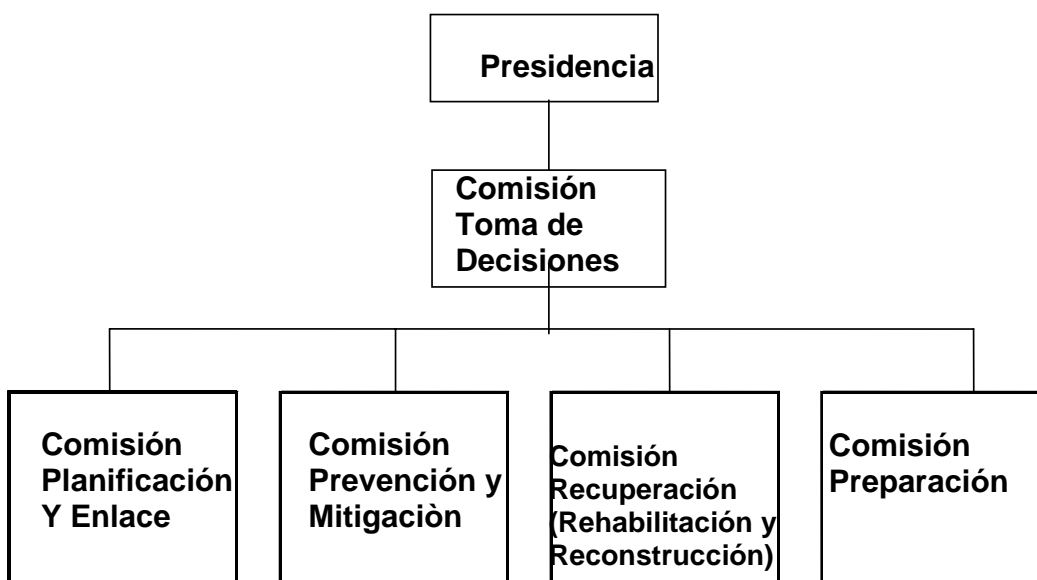 Presidencia
Comisión
Toma de
Decisiones
Comisión
Planificación
Y Enlace
Comisión
Prevención y
Mitigaciòn
Comisión
Recuperación
(Rehabilitación y
Reconstrucción)
Comisión
Preparación